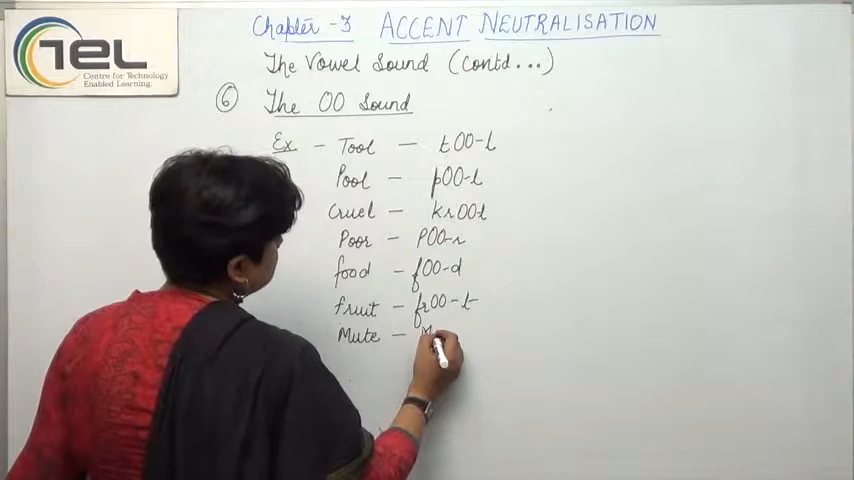 TEL
Centre for Technology
Enabled Learning
Chapter - 3 ACCENT NEUTRALISATION
The Vowel Sound (Contd...)
⑥ The OO Sound
Ex - Tool - tOO-l
Pool - pOO-l
Cruel - krOOl
Poor - POO-r
food - fOO-d
fruit - frOO-t
Mute - M